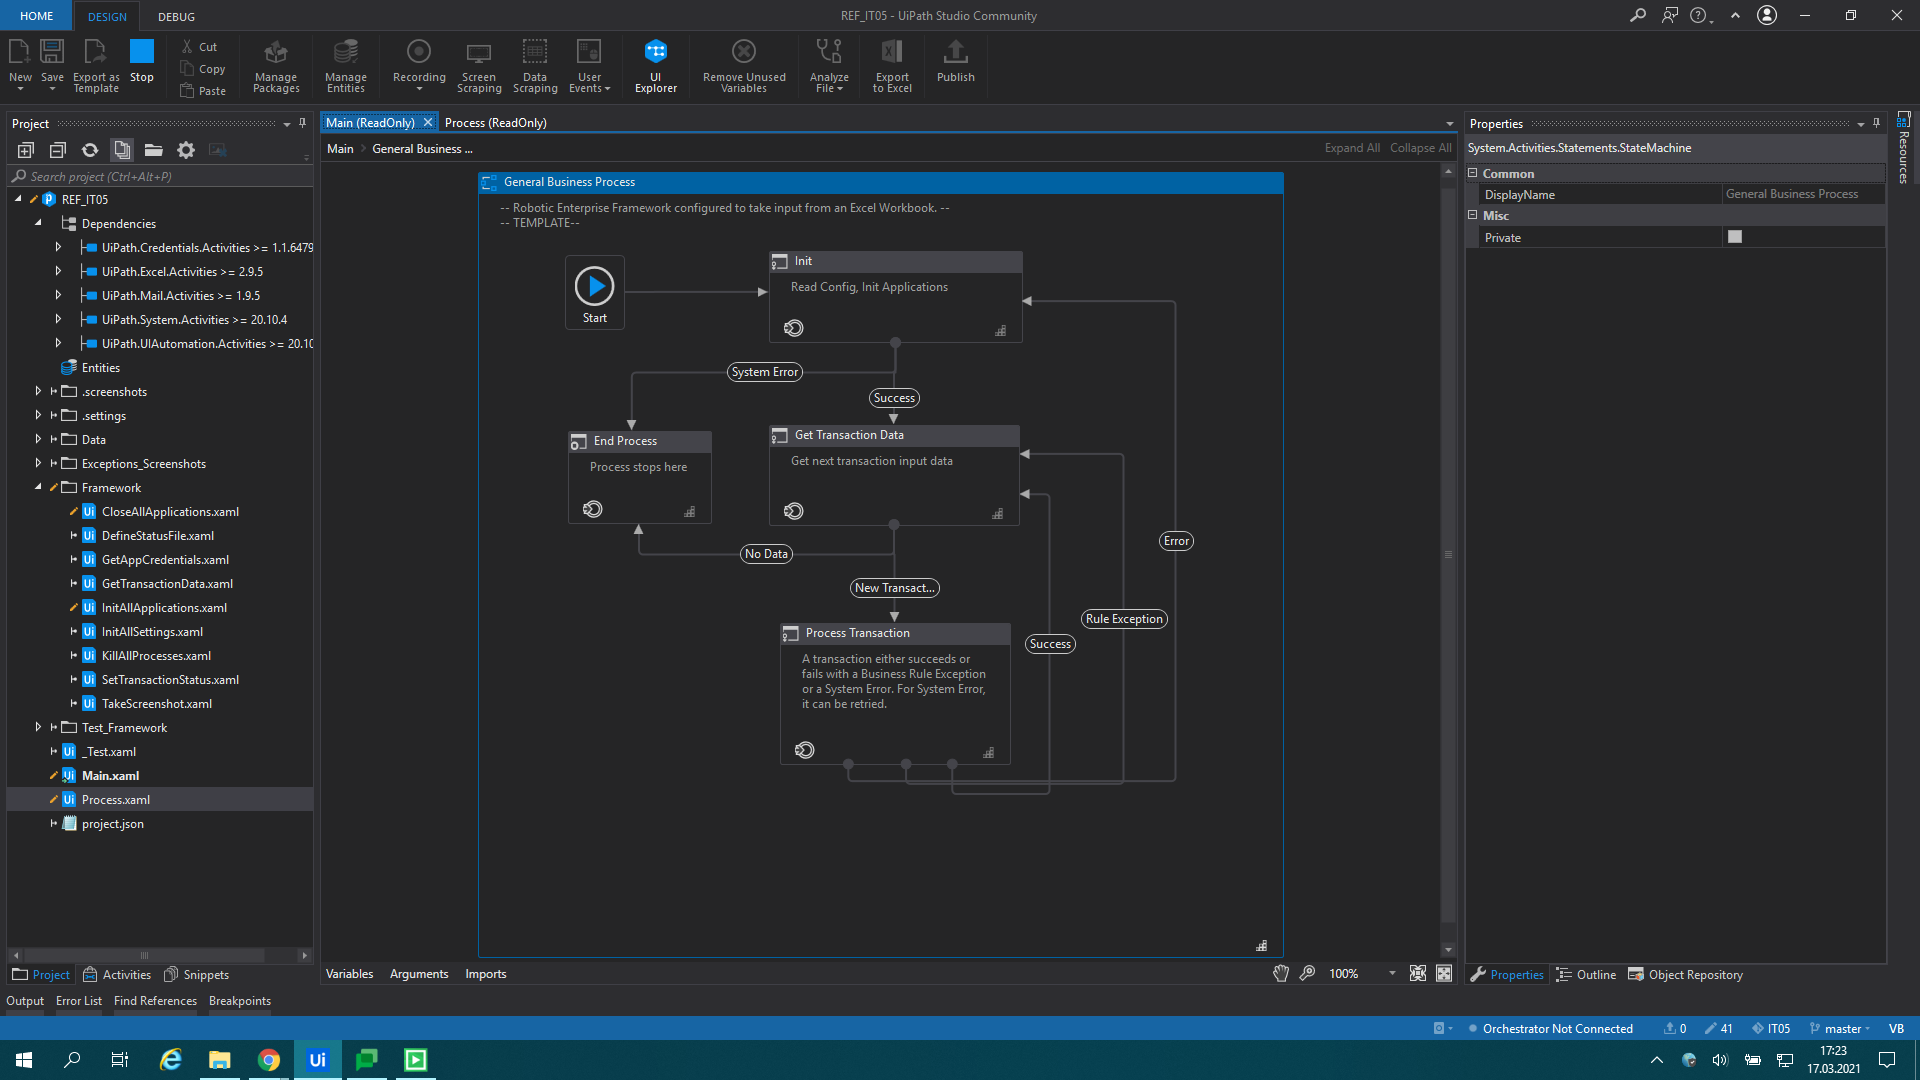 HOME
DESIGN
DEBUG
REF_IT05 - UiPath Studio Community
New
Save
Export as Template
Stop
Cut
Copy
Paste
Manage Packages
Manage Entities
Recording
Screen Scraping
Data Scraping
User Events
UI Explorer
Remove Unused Variables
Analyze File
Export to Excel
Publish
Project
Search project (Ctrl+Alt+P)
REF_IT05
Dependencies
UiPath.Credentials.Activities >= 1.1.6479
UiPath.Excel.Activities >= 2.9.5
UiPath.Mail.Activities >= 1.9.5
UiPath.System.Activities >= 20.10.4
UiPath.UIAutomation.Activities >= 20.10
Entities
.screenshots
.settings
Data
Exceptions_Screenshots
Framework
CloseAllApplications.xaml
DefineStatusFile.xaml
GetAppCredentials.xaml
GetTransactionData.xaml
InitAllApplications.xaml
InitAllSettings.xaml
KillAllProcesses.xaml
SetTransactionStatus.xaml
TakeScreenshot.xaml
Test_Framework
_Test.xaml
Main.xaml
Process.xaml
project.json
Project
Activities
Snippets
Main (ReadOnly)
Process (ReadOnly)
Main
General Business ...
Expand All
Collapse All
General Business Process
-- Robotic Enterprise Framework configured to take input from an Excel Workbook. --
-- TEMPLATE--
Start
Init
Read Config, Init Applications
System Error
Success
End Process
Process stops here
Get Transaction Data
Get next transaction input data
No Data
New Transact...
Error
Rule Exception
Success
Process Transaction
A transaction either succeeds or
fails with a Business Rule Exception
or a System Error. For System Error,
it can be retried.
Variables
Arguments
Imports
100%
Properties
System.Activities.Statements.StateMachine
Common
DisplayName
General Business Process
Misc
Private
Resources
Properties
Outline
Object Repository
Output
Error List
Find References
Breakpoints
Orchestrator Not Connected
0
41
IT05
master
VB
17:23
17.03.2021